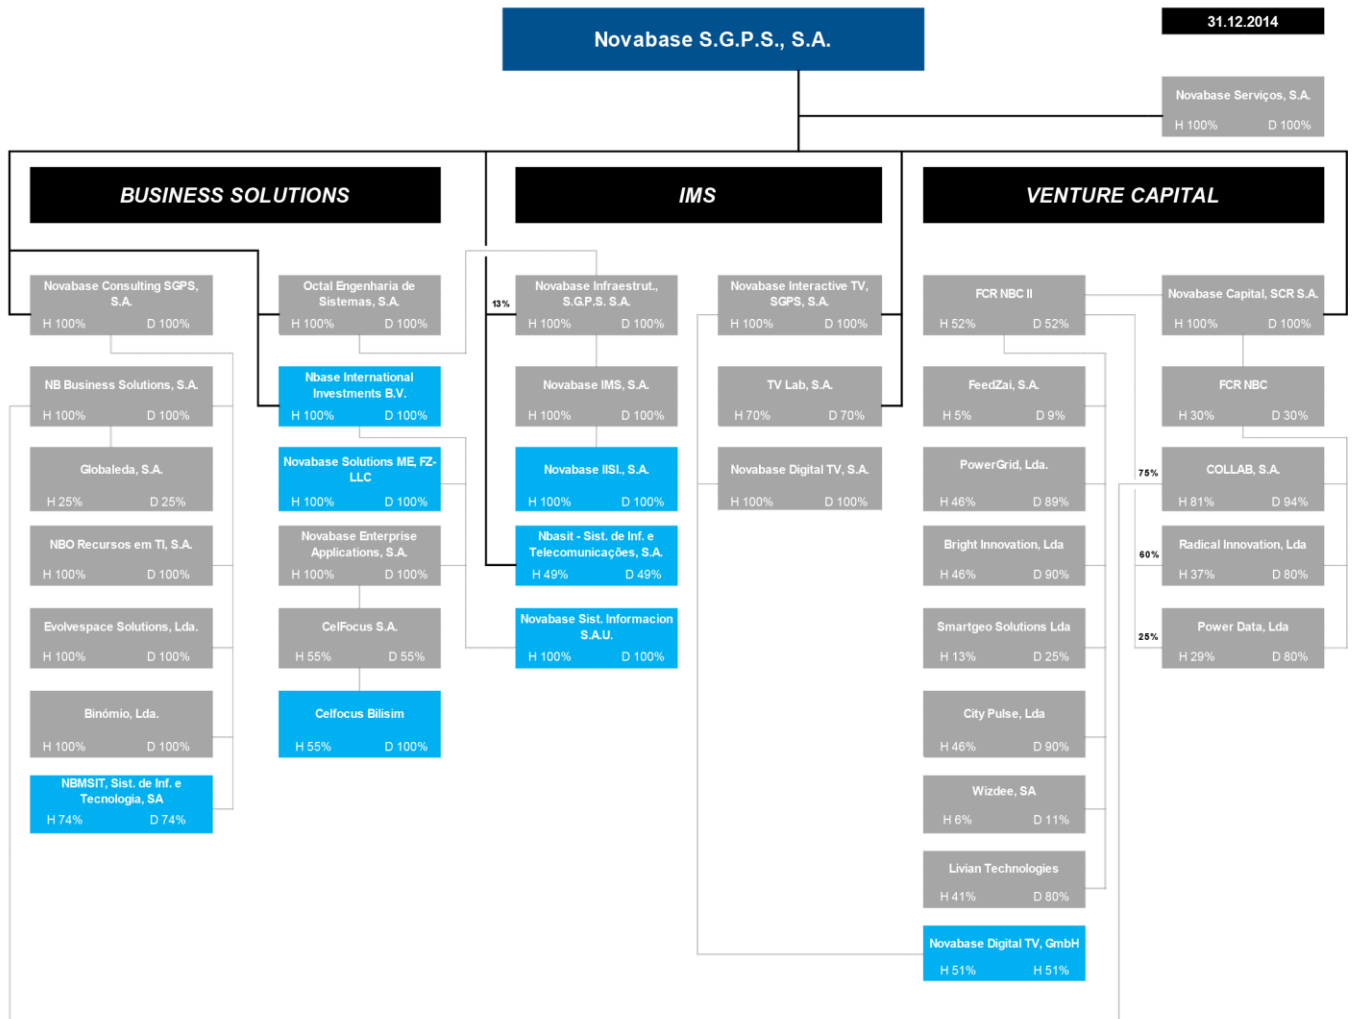 Novabase S.G.P.S., S.A.
31.12.2014
Novabase Serviços, S.A.
H 100% D 100%
BUSINESS SOLUTIONS
Novabase Consulting SGPS,
S.A.
H 100% D 100%
NB Business Solutions, S.A.
H 100% D 100%
Globaleda, S.A.
H 25% D 25%
NBO Recursos em TI, S.A.
H 100% D 100%
Evolvespace Solutions, Lda.
H 100% D 100%
Binómio, Lda.
H 100% D 100%
NBMSIT, Sist. de Inf. e
Tecnologia, SA
H 74% D 74%
Octal Engenharia de
Sistemas, S.A.
H 100% D 100%
Nbase International
Investments B.V.
H 100% D 100%
Novabase Solutions ME, FZ-
LLC
H 100% D 100%
Novabase Enterprise
Applications, S.A.
H 100% D 100%
CelFocus S.A.
H 55% D 55%
Celfocus Bilisim
H 55% D 100%
IMS
13%
Novabase Infraestrut.,
S.G.P.S. S.A.
H 100% D 100%
Novabase IMS, S.A.
H 100% D 100%
Novabase IISI., S.A.
H 100% D 100%
Nbasit - Sist. de Inf. e
Telecomunicações, S.A.
H 49% D 49%
Novabase Sist. Informacion
S.A.U.
H 100% D 100%
Novabase Interactive TV,
SGPS, S.A.
H 100% D 100%
TV Lab, S.A.
H 70% D 70%
Novabase Digital TV, S.A.
H 100% D 100%
VENTURE CAPITAL
FCR NBC II
H 52% D 52%
FeedZai, S.A.
H 5% D 9%
PowerGrid, Lda.
H 46% D 89%
Bright Innovation, Lda
H 46% D 90%
Smartgeo Solutions Lda
H 13% D 25%
City Pulse, Lda
H 46% D 90%
Wizdee, SA
H 6% D 11%
Livian Technologies
H 41% D 80%
Novabase Digital TV, GmbH
H 51% H 51%
Novabase Capital, SCR S.A.
H 100% D 100%
FCR NBC
H 30% D 30%
75%
COLLAB, S.A.
H 81% D 94%
60%
Radical Innovation, Lda
H 37% D 80%
25%
Power Data, Lda
H 29% D 80%